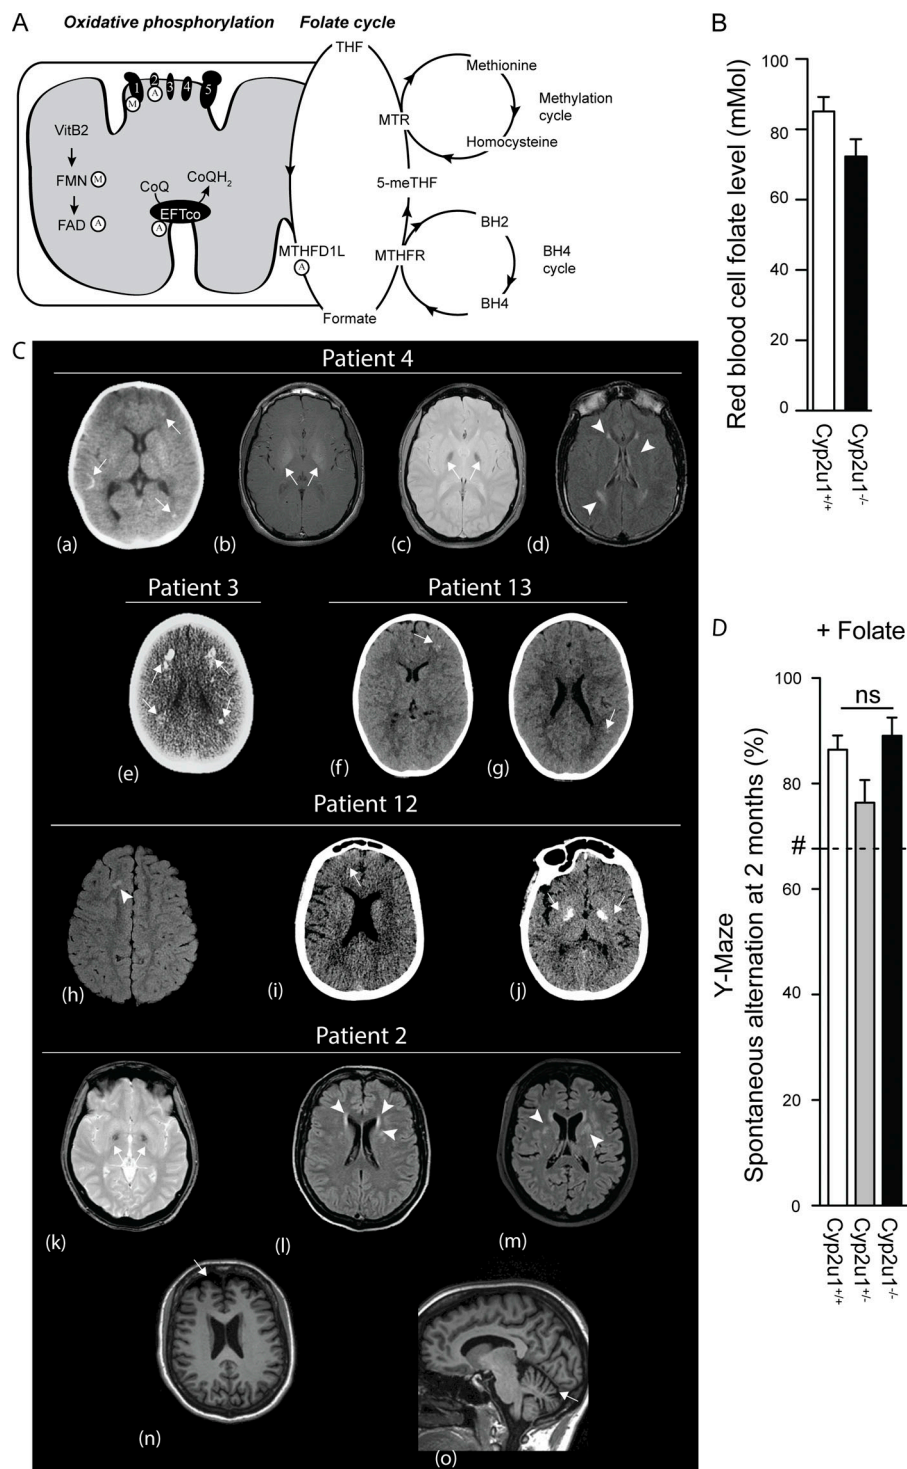 A
Oxidative phosphorylation
Folate cycle
THF
1 2 3 4 5
M
A
VitB2
FMN M
FAD A
CoQ
CoQH2
EFTco
A
MTHFD1L
A
Formate
MTR
Methionine
Methylation
cycle
Homocysteine
5-meTHF
MTHFR
BH2
BH4
cycle
BH4
B
Red blood cell folate level (mMol)
100
80
60
40
20
0
Cyp2u1+/+
Cyp2u1-/-
C
Patient 4
(a)
(b)
(c)
(d)
Patient 3
Patient 13
(e)
(f)
(g)
Patient 12
(h)
(i)
(j)
Patient 2
(k)
(l)
(m)
(n)
(o)
D
+ Folate
Y-Maze
Spontaneous alternation at 2 months (%)
100
80
#
60
40
20
0
ns
Cyp2u1+/+
Cyp2u1+/-
Cyp2u1-/-